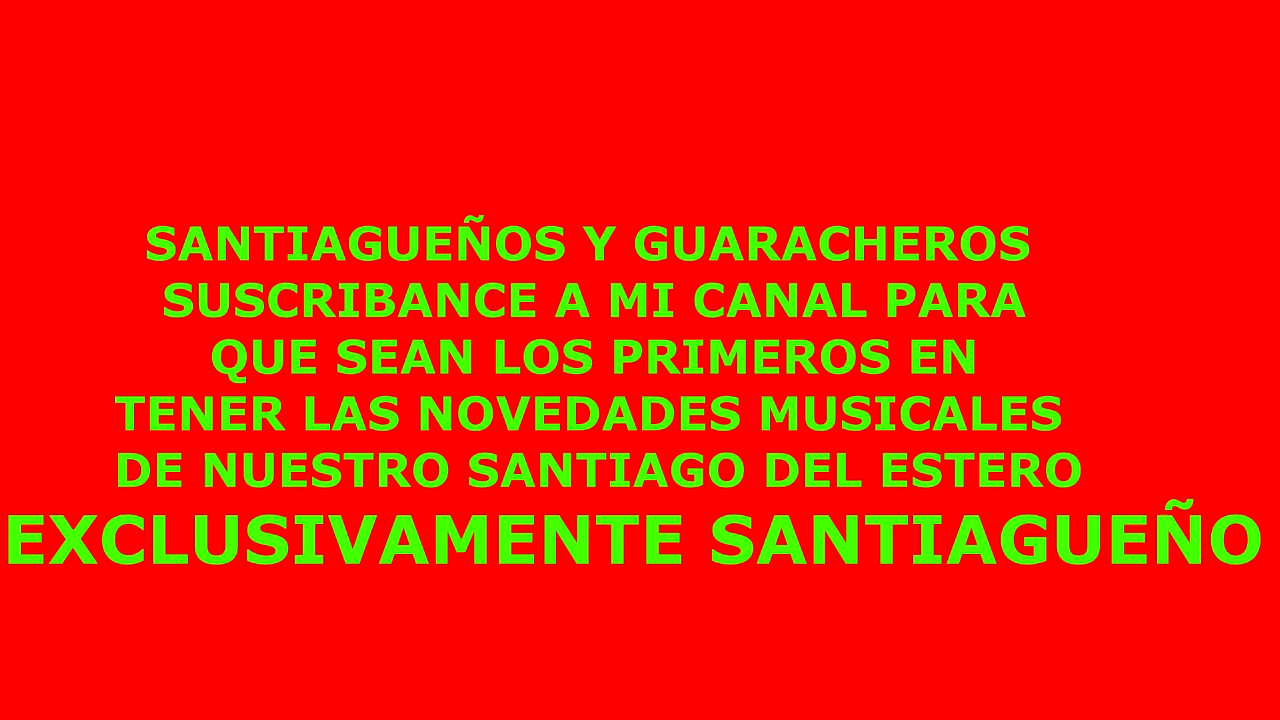 SANTIAGUEÑOS Y GUARACHEROS
SUSCRIBANCE A MI CANAL PARA
QUE SEAN LOS PRIMEROS EN
TENER LAS NOVEDADES MUSICALES
DE NUESTRO SANTIAGO DEL ESTERO
EXCLUSIVAMENTE SANTIAGUEÑO